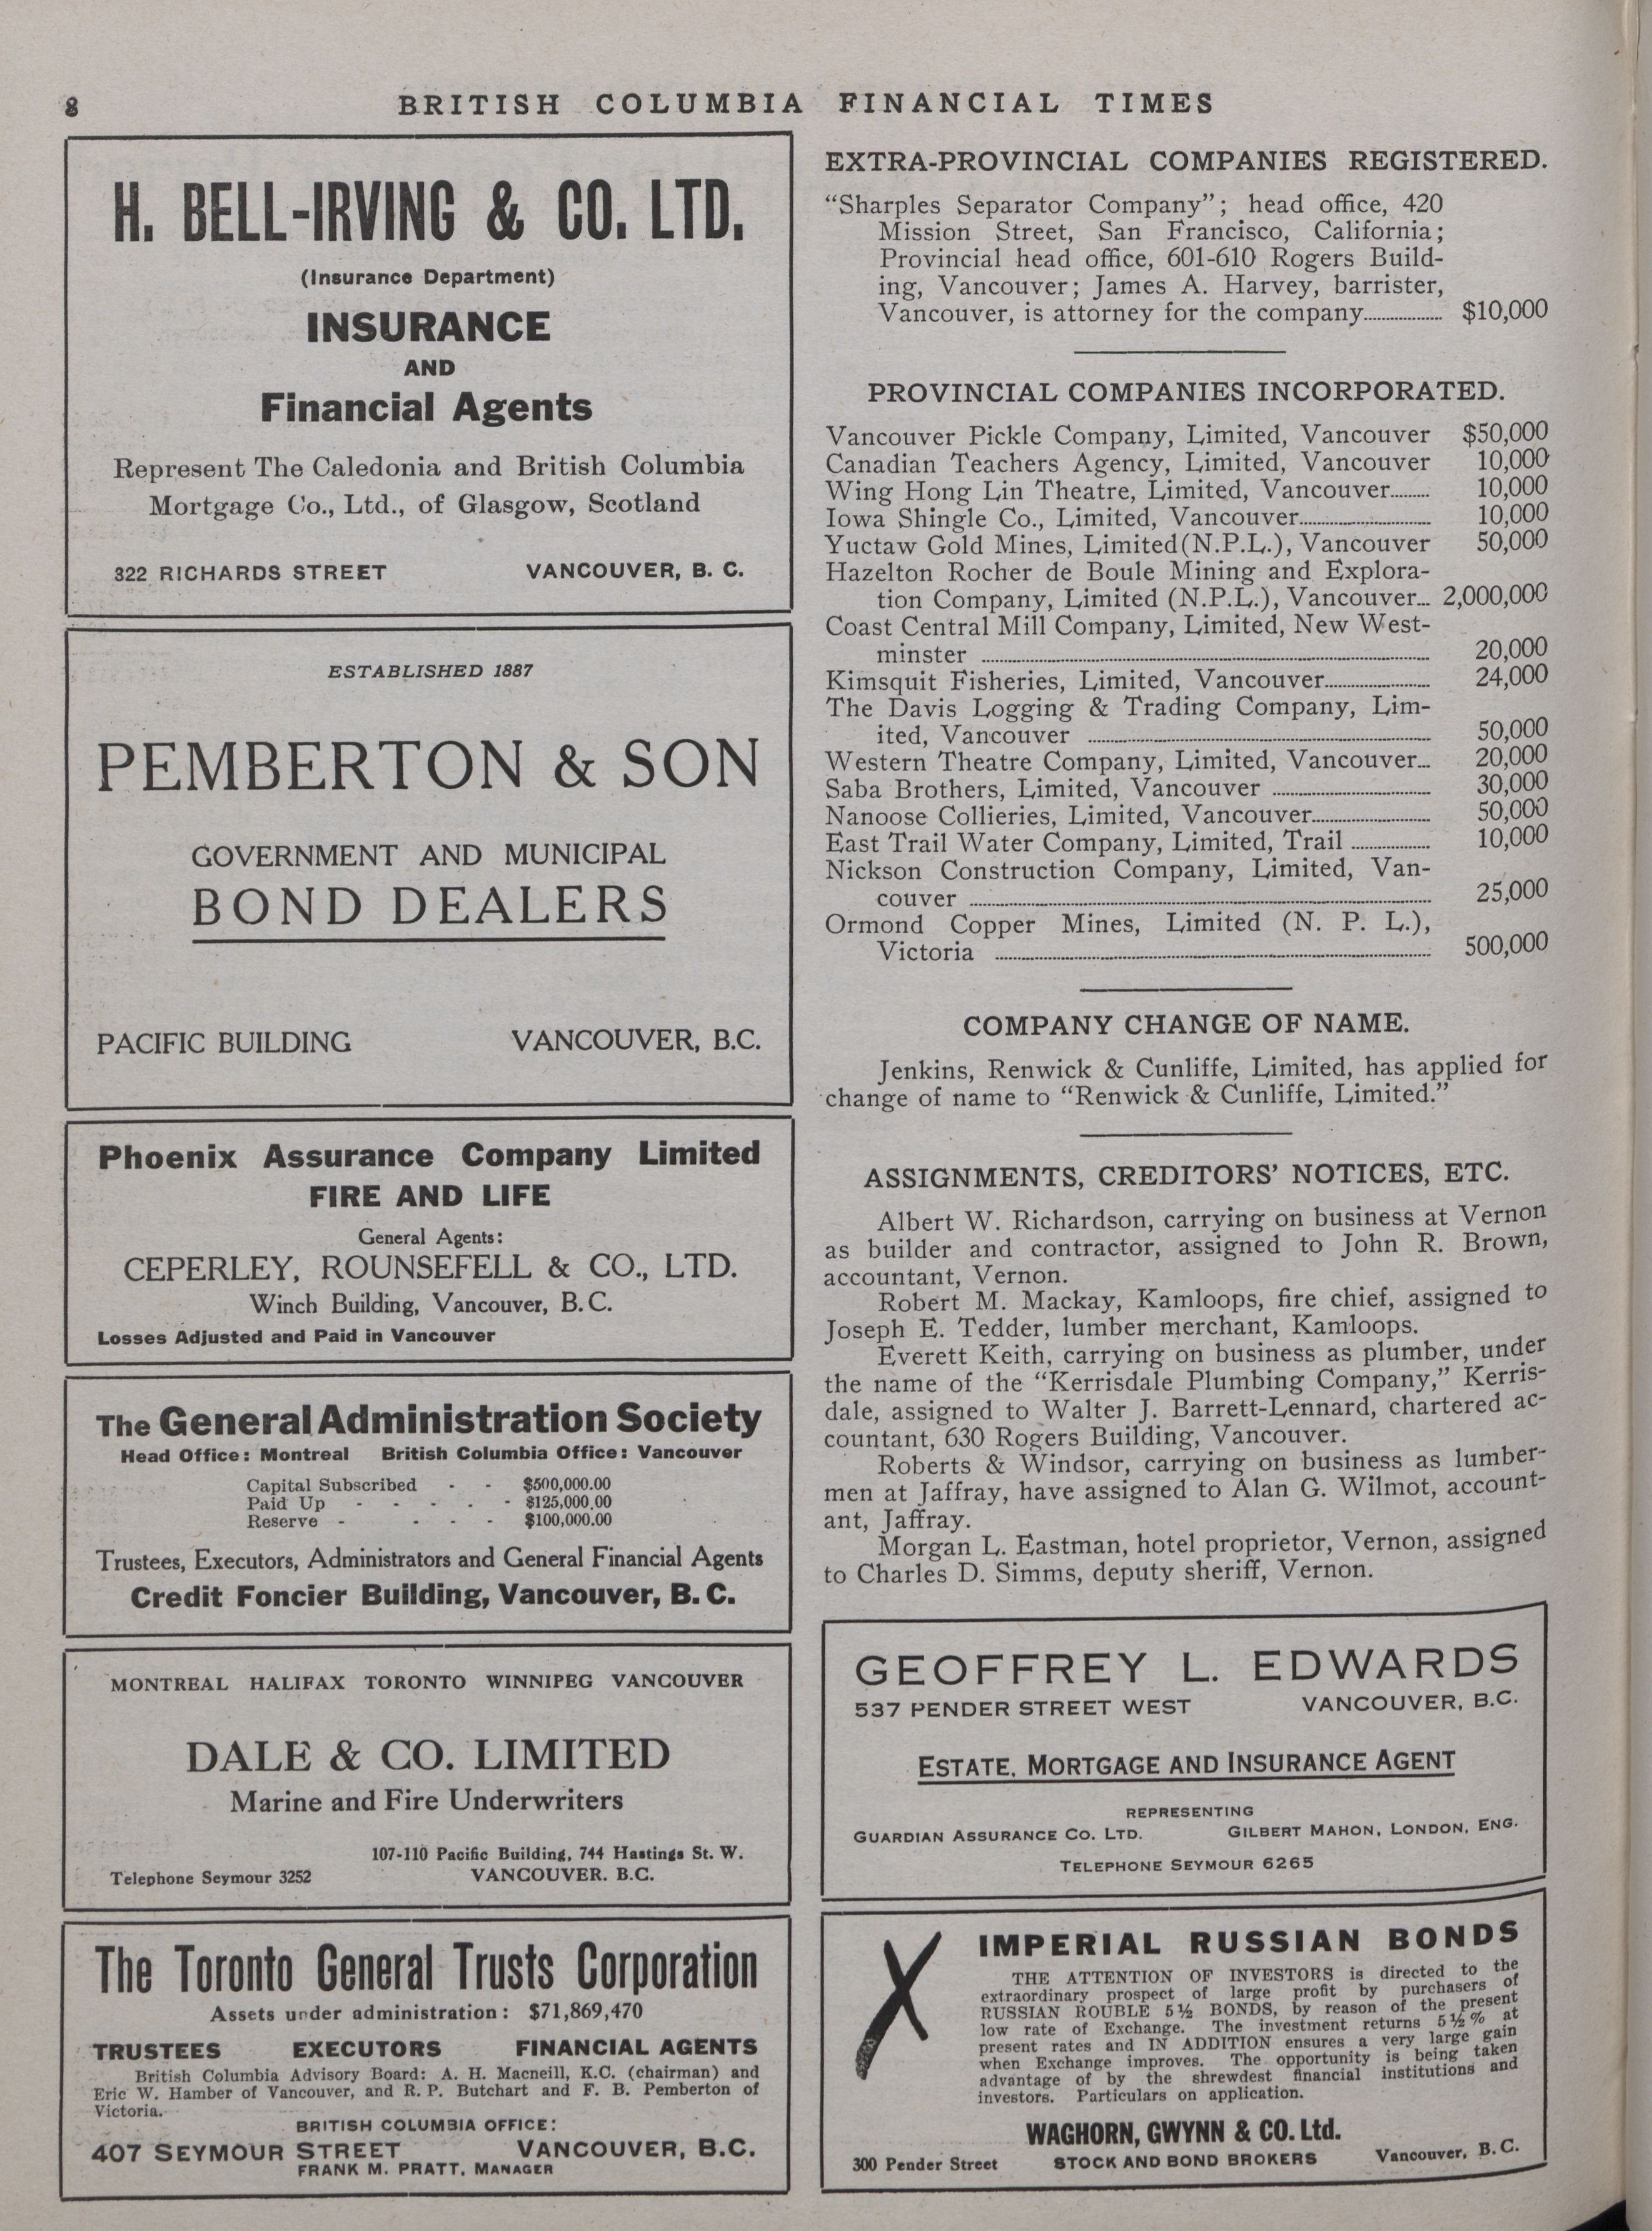 8
BRITISH COLUMBIA FINANCIAL TIMES
H. BELL-IRVING & CO. LTD.
(Insurance Department)
INSURANCE
AND
Financial Agents
Represent The Caledonia and British Columbia
Mortgage Co., Ltd., of Glasgow, Scotland
322 RICHARDS STREET VANCOUVER, B. C.
ESTABLISHED 1887
PEMBERTON & SON
GOVERNMENT AND MUNICIPAL
BOND DEALERS
PACIFIC BUILDING VANCOUVER, B.C.
Phoenix Assurance Company Limited
FIRE AND LIFE
General Agents:
CEPERLEY, ROUNSEFELL & CO., LTD.
Winch Building, Vancouver, B.C.
Losses Adjusted and Paid in Vancouver
The General Administration Society
Head Office: Montreal British Columbia Office: Vancouver
Capital Subscribed - - $500,000.00
Paid Up - - - - - $125,000.00
Reserve - - - - $100,000.00
Trustees, Executors, Administrators and General Financial Agents
Credit Foncier Building, Vancouver, B. C.
MONTREAL HALIFAX TORONTO WINNIPEG VANCOUVER
DALE & CO. LIMITED
Marine and Fire Underwriters
107-110 Pacific Building, 744 Hastings St. W.
Telephone Seymour 3252 VANCOUVER. B.C.
The Toronto General Trusts Corporation
Assets under administration: $71,869,470
TRUSTEES EXECUTORS FINANCIAL AGENTS
British Columbia Advisory Board: A. H. Macneill, K.C. (chairman) and
Eric W. Hamber of Vancouver, and R. P. Butchart and F. B. Pemberton of
Victoria.
BRITISH COLUMBIA OFFICE:
407 SEYMOUR STREET VANCOUVER, B.C.
FRANK M. PRATT, MANAGER
EXTRA-PROVINCIAL COMPANIES REGISTERED.
"Sharples Separator Company"; head office, 420
Mission Street, San Francisco, California;
Provincial head office, 601-610 Rogers Build-
ing, Vancouver; James A. Harvey, barrister,
Vancouver, is attorney for the company........ $10,000
PROVINCIAL COMPANIES INCORPORATED.
Vancouver Pickle Company, Limited, Vancouver $50,000
Canadian Teachers Agency, Limited, Vancouver 10,000
Wing Hong Lin Theatre, Limited, Vancouver........ 10,000
Iowa Shingle Co., Limited, Vancouver........ 10,000
Yuctaw Gold Mines, Limited(N.P.L.), Vancouver 50,000
Hazelton Rocher de Boule Mining and Explora-
tion Company, Limited (N.P.L.), Vancouver... 2,000,000
Coast Central Mill Company, Limited, New West-
minster ........ 20,000
Kimsquit Fisheries, Limited, Vancouver........ 24,000
The Davis Logging & Trading Company, Lim-
ited, Vancouver ........ 50,000
Western Theatre Company, Limited, Vancouver... 20,000
Saba Brothers, Limited, Vancouver ........ 30,000
Nanoose Collieries, Limited, Vancouver........ 50,000
East Trail Water Company, Limited, Trail ........ 10,000
Nickson Construction Company, Limited, Van-
couver ........ 25,000
Ormond Copper Mines, Limited (N. P. L.),
Victoria ........ 500,000
COMPANY CHANGE OF NAME.
Jenkins, Renwick & Cunliffe, Limited, has applied for
change of name to "Renwick & Cunliffe, Limited."
ASSIGNMENTS, CREDITORS' NOTICES, ETC.
Albert W. Richardson, carrying on business at Vernon
as builder and contractor, assigned to John R. Brown,
accountant, Vernon.
Robert M. Mackay, Kamloops, fire chief, assigned to
Joseph E. Tedder, lumber merchant, Kamloops.
Everett Keith, carrying on business as plumber, under
the name of the "Kerrisdale Plumbing Company," Kerris-
dale, assigned to Walter J. Barrett-Lennard, chartered ac-
countant, 630 Rogers Building, Vancouver.
Roberts & Windsor, carrying on business as lumber-
men at Jaffray, have assigned to Alan G. Wilmot, account-
ant, Jaffray.
Morgan L. Eastman, hotel proprietor, Vernon, assigned
to Charles D. Simms, deputy sheriff, Vernon.
GEOFFREY L. EDWARDS
537 PENDER STREET WEST VANCOUVER, B.C.
ESTATE, MORTGAGE AND INSURANCE AGENT
REPRESENTING
GUARDIAN ASSURANCE CO. LTD. GILBERT MAHON, LONDON, ENG.
TELEPHONE SEYMOUR 6265
X
IMPERIAL RUSSIAN BONDS
THE ATTENTION OF INVESTORS is directed to the
extraordinary prospect of large profit by purchasers of
RUSSIAN ROUBLE 5½ BONDS, by reason of the present
low rate of Exchange. The investment returns 5½% at
present rates and IN ADDITION ensures a very large gain
when Exchange improves. The opportunity is being taken
advantage of by the shrewdest financial institutions and
investors. Particulars on application.
WAGHORN, GWYNN & CO. Ltd.
300 Pender Street STOCK AND BOND BROKERS Vancouver, B.C.